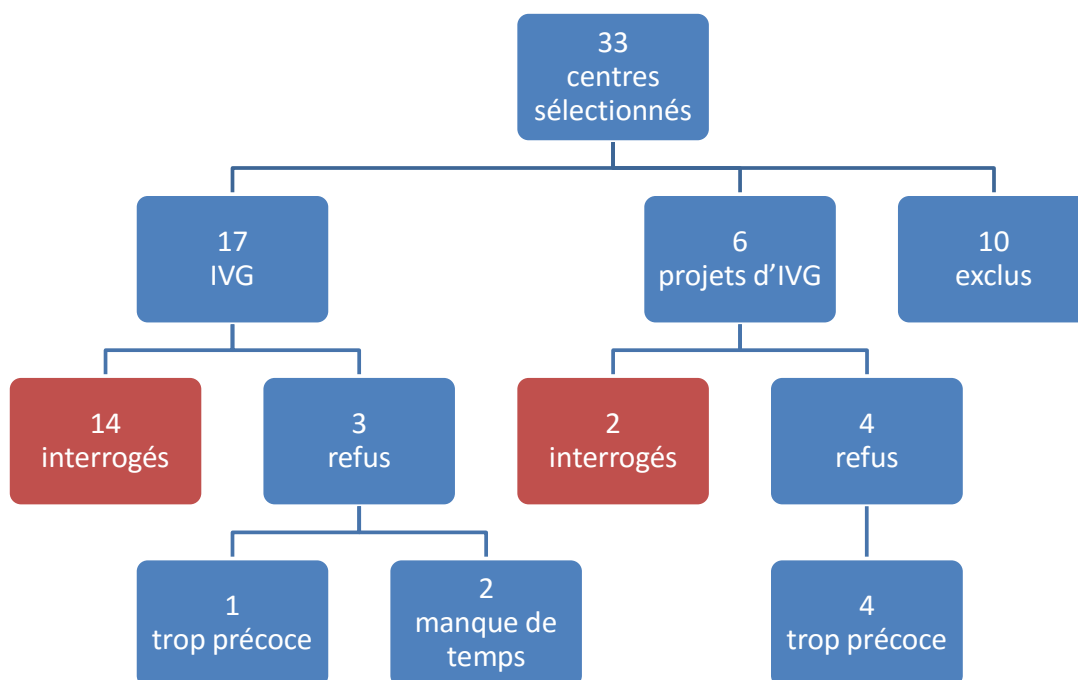 33
centres
sélectionnés
17
IVG
6
projets d’IVG
10
exclus
14
interrogés
3
refus
2
interrogés
4
refus
1
trop précoce
2
manque de
temps
4
trop précoce